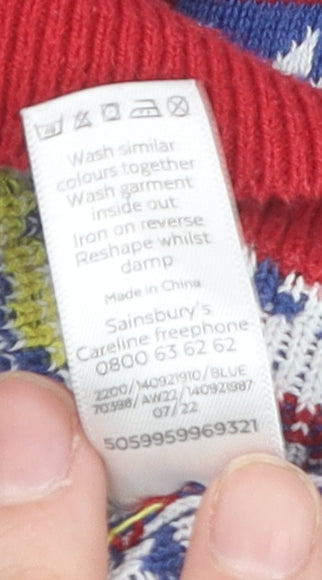 Wash similar
colours together
Wash garment
inside out
Iron on reverse
Reshape whilst
damp
Made in China
Sainsbury's
Careline freephone
0800 63 62 62
2200/140921910/BLUE
70398/AW22/140921987
07/22
5059959969321